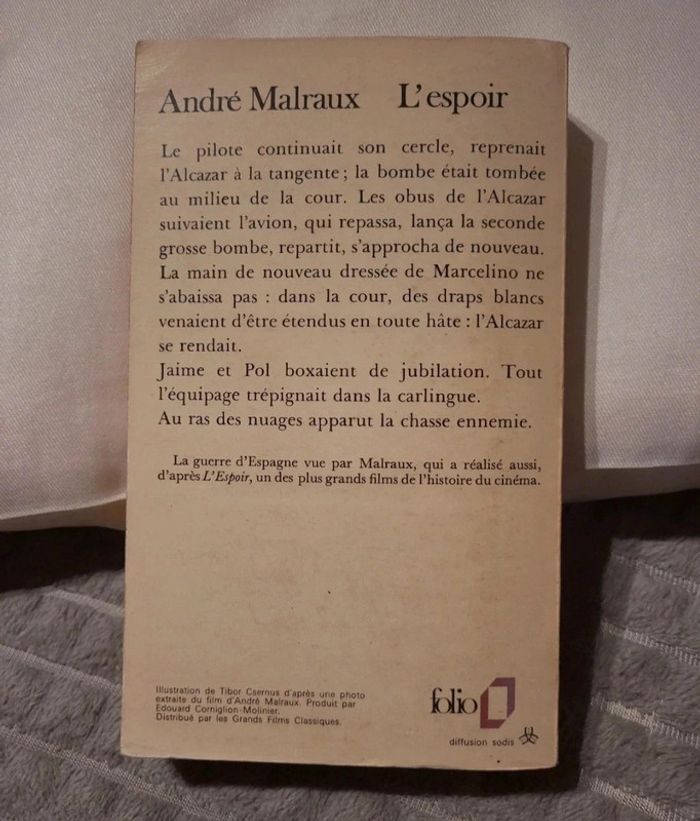 André Malraux L'espoir
Le pilote continuait son cercle, reprenait
l'Alcazar à la tangente ; la bombe était tombée
au milieu de la cour. Les obus de l'Alcazar
suivaient l'avion, qui repassa, lança la seconde
grosse bombe, repartit, s'approcha de nouveau.
La main de nouveau dressée de Marcelino ne
s'abaissa pas : dans la cour, des draps blancs
venaient d'être étendus en toute hâte : l'Alcazar
se rendait.
Jaime et Pol boxaient de jubilation. Tout
l'équipage trépignait dans la carlingue.
Au ras des nuages apparut la chasse ennemie.
La guerre d'Espagne vue par Malraux, qui a réalisé aussi,
d'après L'Espoir, un des plus grands films de l'histoire du cinéma.
Illustration de Tibor Csernus d'après une photo
extraite du film d'André Malraux. Produit par
Edouard Corniglion-Molinier.
Distribué par les Grands Films Classiques.
folio
diffusion sodis